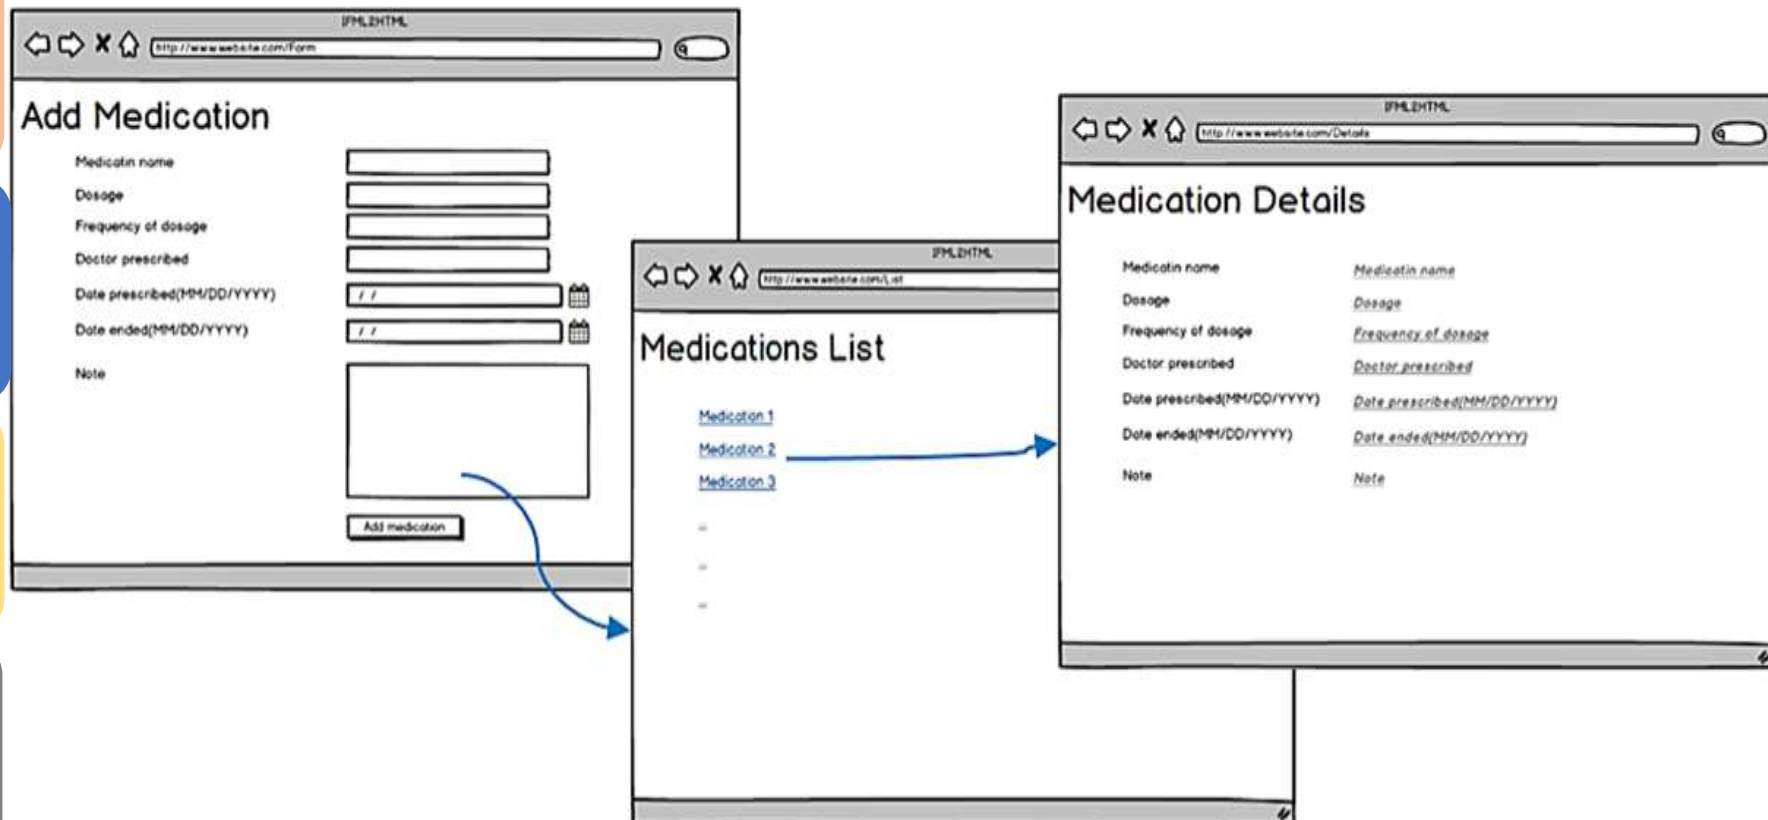 IFML2HTML
http://www.website.com/Form
Add Medication
Medicatin name
Dosage
Frequency of dosage
Doctor prescribed
Date prescribed(MM/DD/YYYY)
/ /
Date ended(MM/DD/YYYY)
/ /
Note
Add medication
IFML2HTML
http://www.website.com/List
Medications List
Medication 1
Medication 2
Medication 3
IFML2HTML
http://www.website.com/Details
Medication Details
Medicatin name Medicatin name
Dosage Dosage
Frequency of dosage Frequency of dosage
Doctor prescribed Doctor prescribed
Date prescribed(MM/DD/YYYY) Date prescribed(MM/DD/YYYY)
Date ended(MM/DD/YYYY) Date ended(MM/DD/YYYY)
Note Note